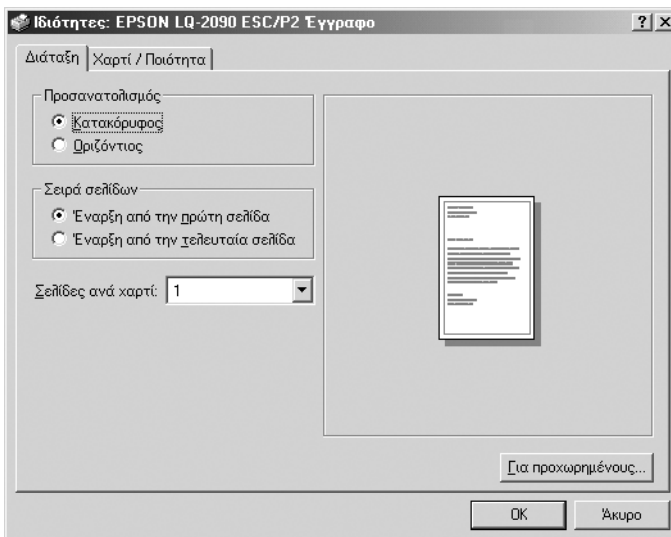 Ιδιότητες: EPSON LQ-2090 ESC/P2 Έγγραφο
Διάταξη
Χαρτί / Ποιότητα
Προσανατολισμός
Κατακόρυφος
Οριζόντιος
Σειρά σελίδων
Έναρξη από την πρώτη σελίδα
Έναρξη από την τελευταία σελίδα
Σελίδες ανά χαρτί: 1
Για προχωρημένους...
OK Άκυρο